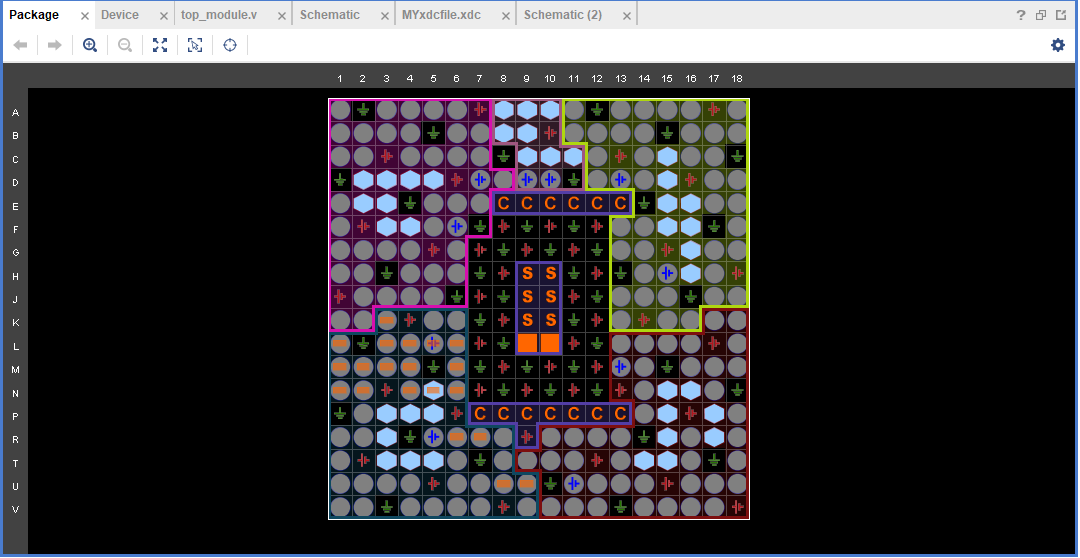 Package Device top_module.v Schematic MYxdcfile.xdc Schematic (2) ?
1 2 3 4 5 6 7 8 9 10 11 12 13 14 15 16 17 18
A
B
C
D
E C C C C C C
F
G
H S S
J S S
K S S
L
M
N
P C C C C C C C
R
T
U
V